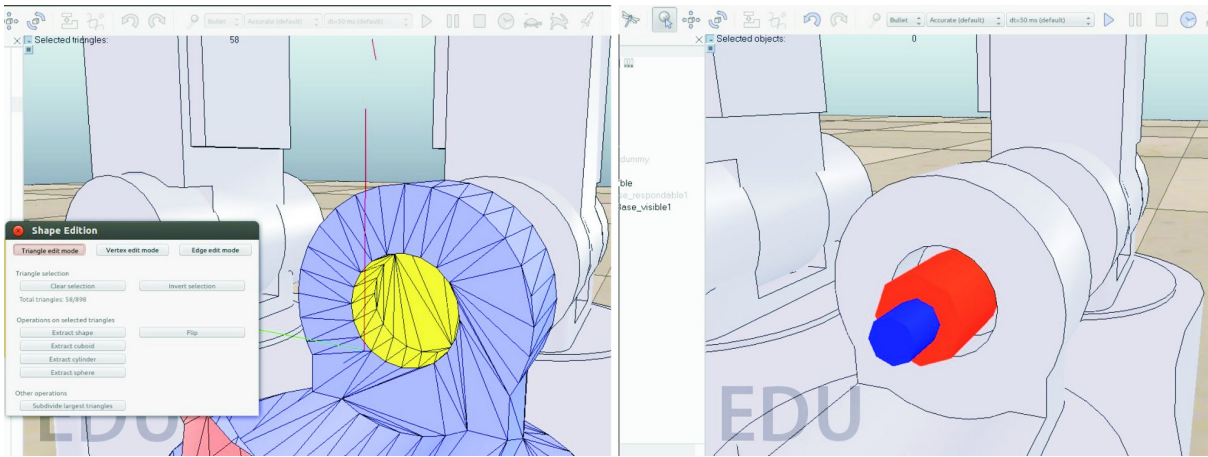 Bullet
Accurate (default)
dt=50 ms (default)
Selected triangles: 58
Shape Edition
Triangle edit mode
Vertex edit mode
Edge edit mode
Triangle selection
Clear selection
Invert selection
Total triangles: 58/898
Operations on selected triangles
Extract shape
Flip
Extract cuboid
Extract cylinder
Extract sphere
Other operations
Subdivide largest triangles
EDU
Bullet
Accurate (default)
dt=50 ms (default)
Selected objects: 0
dummy
ble
se_respondable1
Base_visible1
EDU